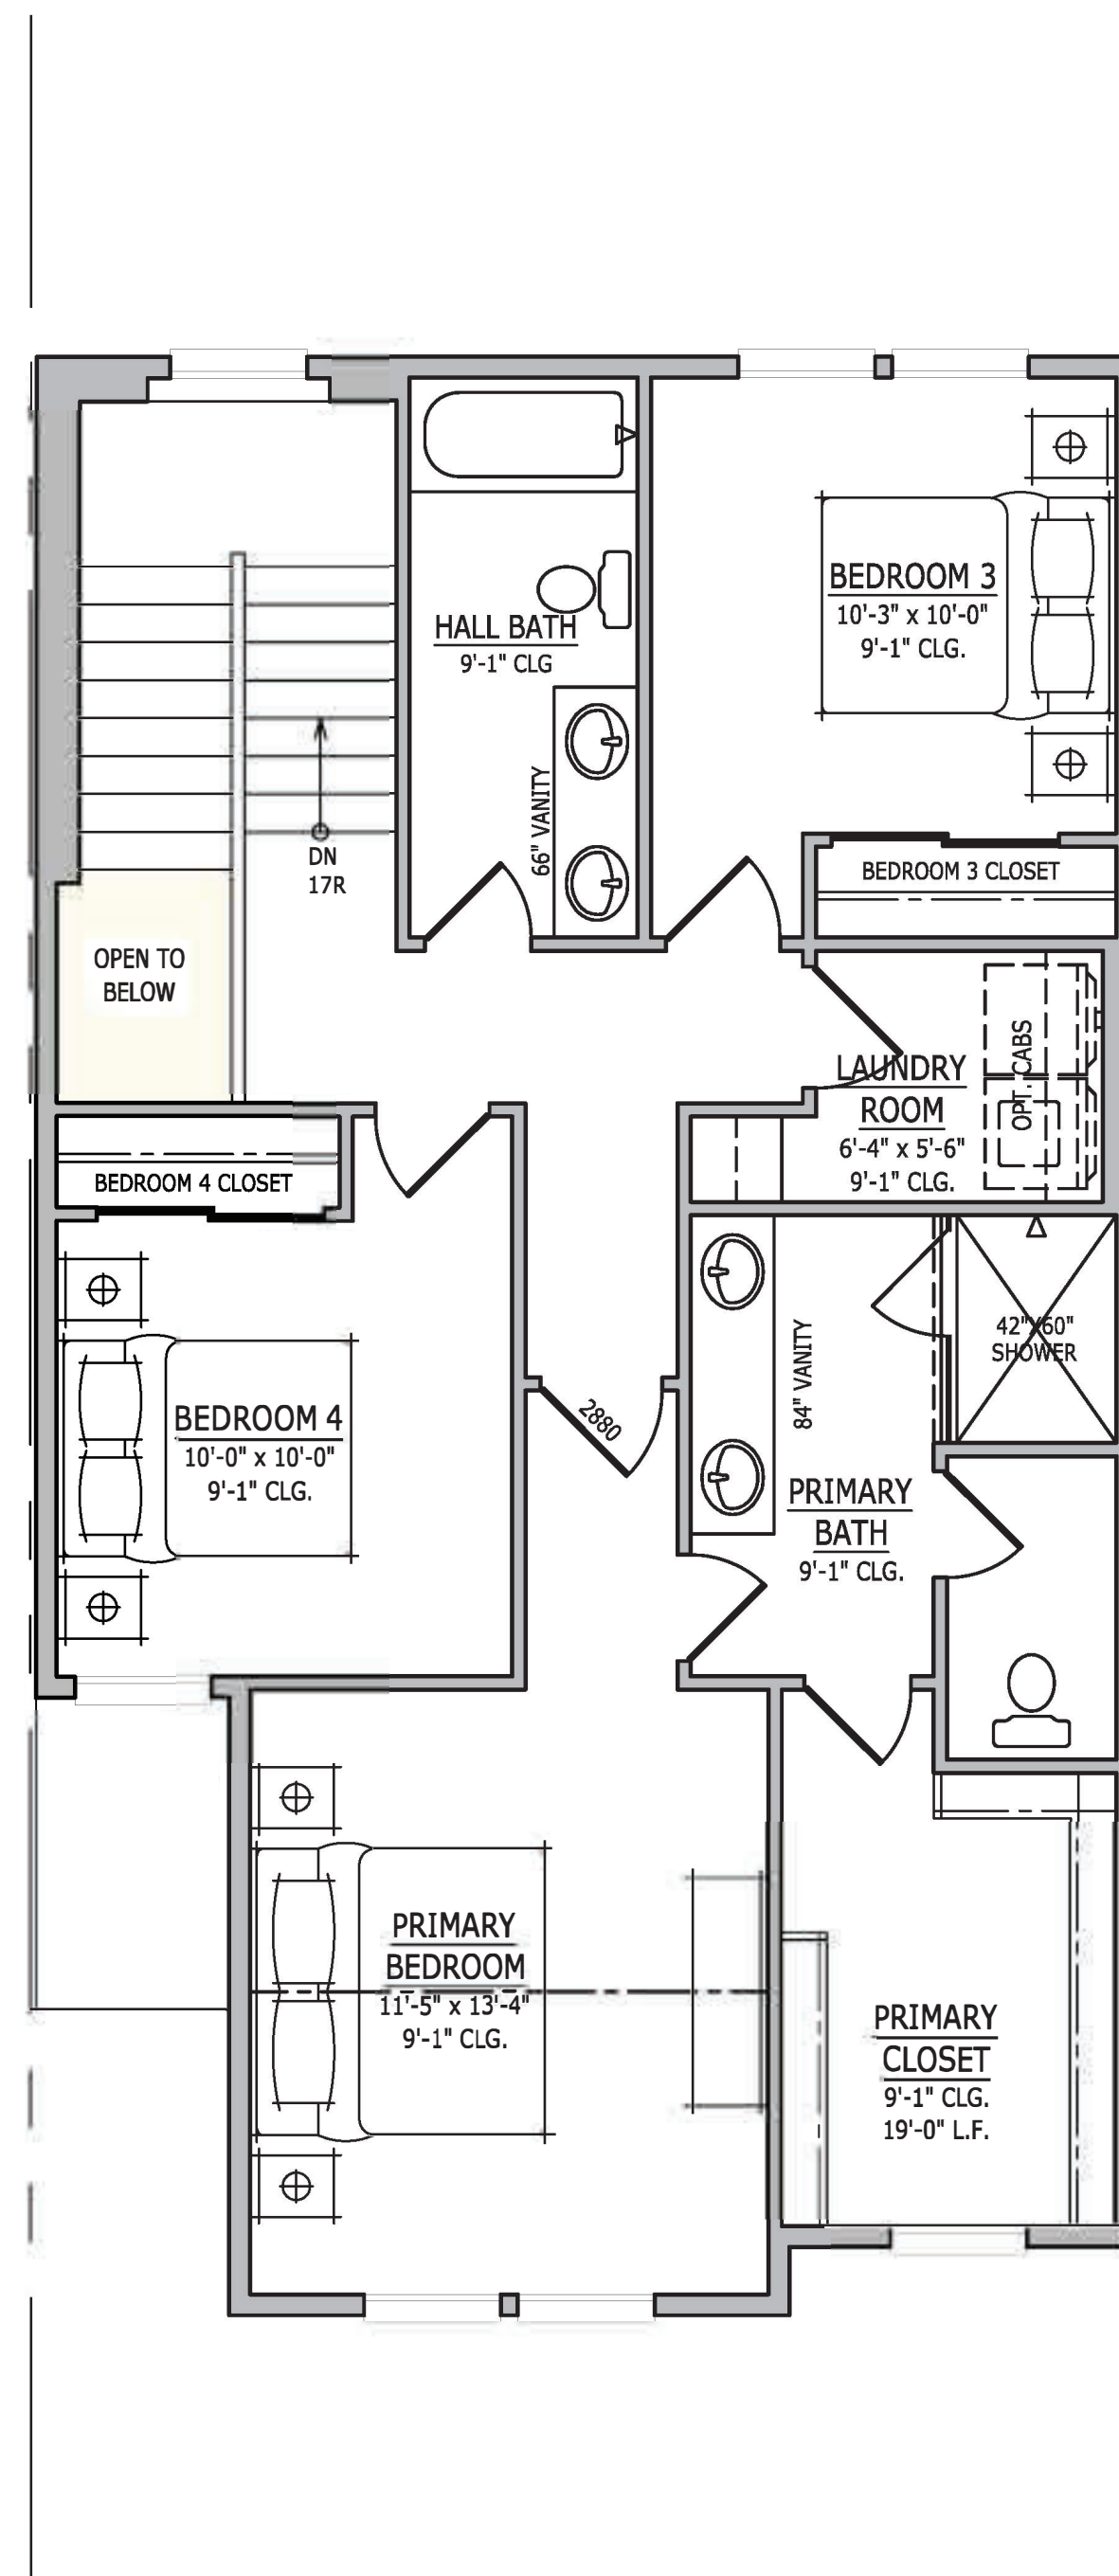 BEDROOM 3
10'-3" x 10'-0"
9'-1" CLG.
HALL BATH
9'-1" CLG
66" VANITY
DN
17R
BEDROOM 3 CLOSET
OPEN TO
BELOW
LAUNDRY
ROOM
6'-4" x 5'-6"
9'-1" CLG.
OPT. CABS
BEDROOM 4 CLOSET
42"X60"
SHOWER
84" VANITY
2880
BEDROOM 4
10'-0" x 10'-0"
9'-1" CLG.
PRIMARY
BATH
9'-1" CLG.
PRIMARY
BEDROOM
11'-5" x 13'-4"
9'-1" CLG.
PRIMARY
CLOSET
9'-1" CLG.
19'-0" L.F.